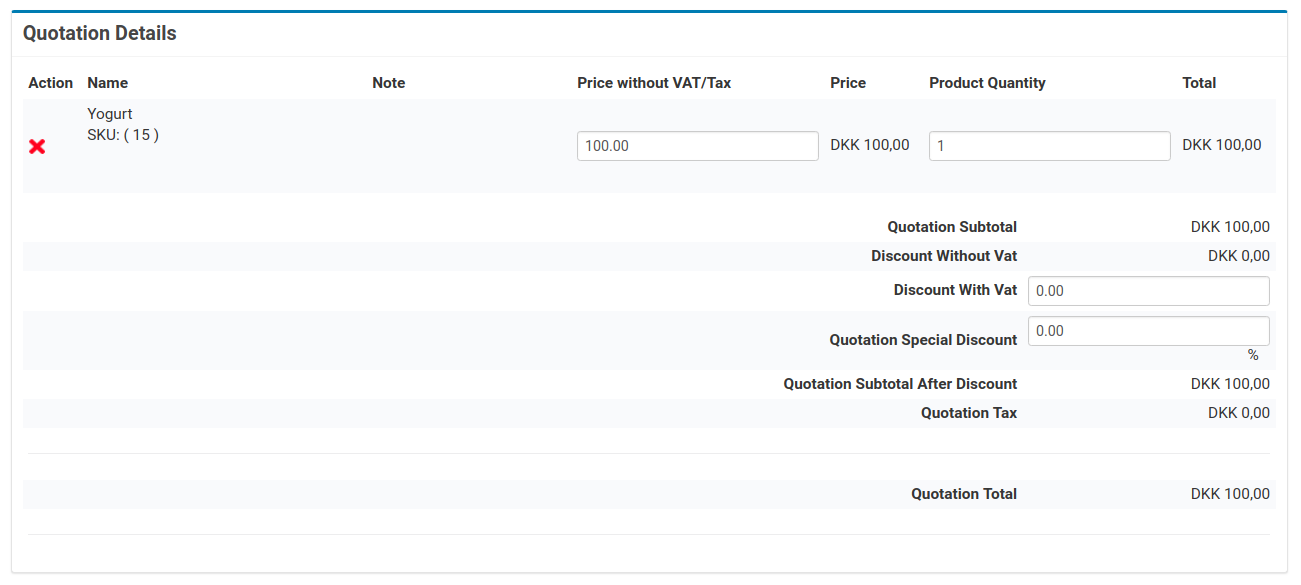 Quotation Details
Action Name Note Price without VAT/Tax Price Product Quantity Total
Yogurt
SKU: ( 15 )
100.00 DKK 100,00 1 DKK 100,00
Quotation Subtotal DKK 100,00
Discount Without Vat DKK 0,00
Discount With Vat 0.00
Quotation Special Discount 0.00
%
Quotation Subtotal After Discount DKK 100,00
Quotation Tax DKK 0,00
Quotation Total DKK 100,00